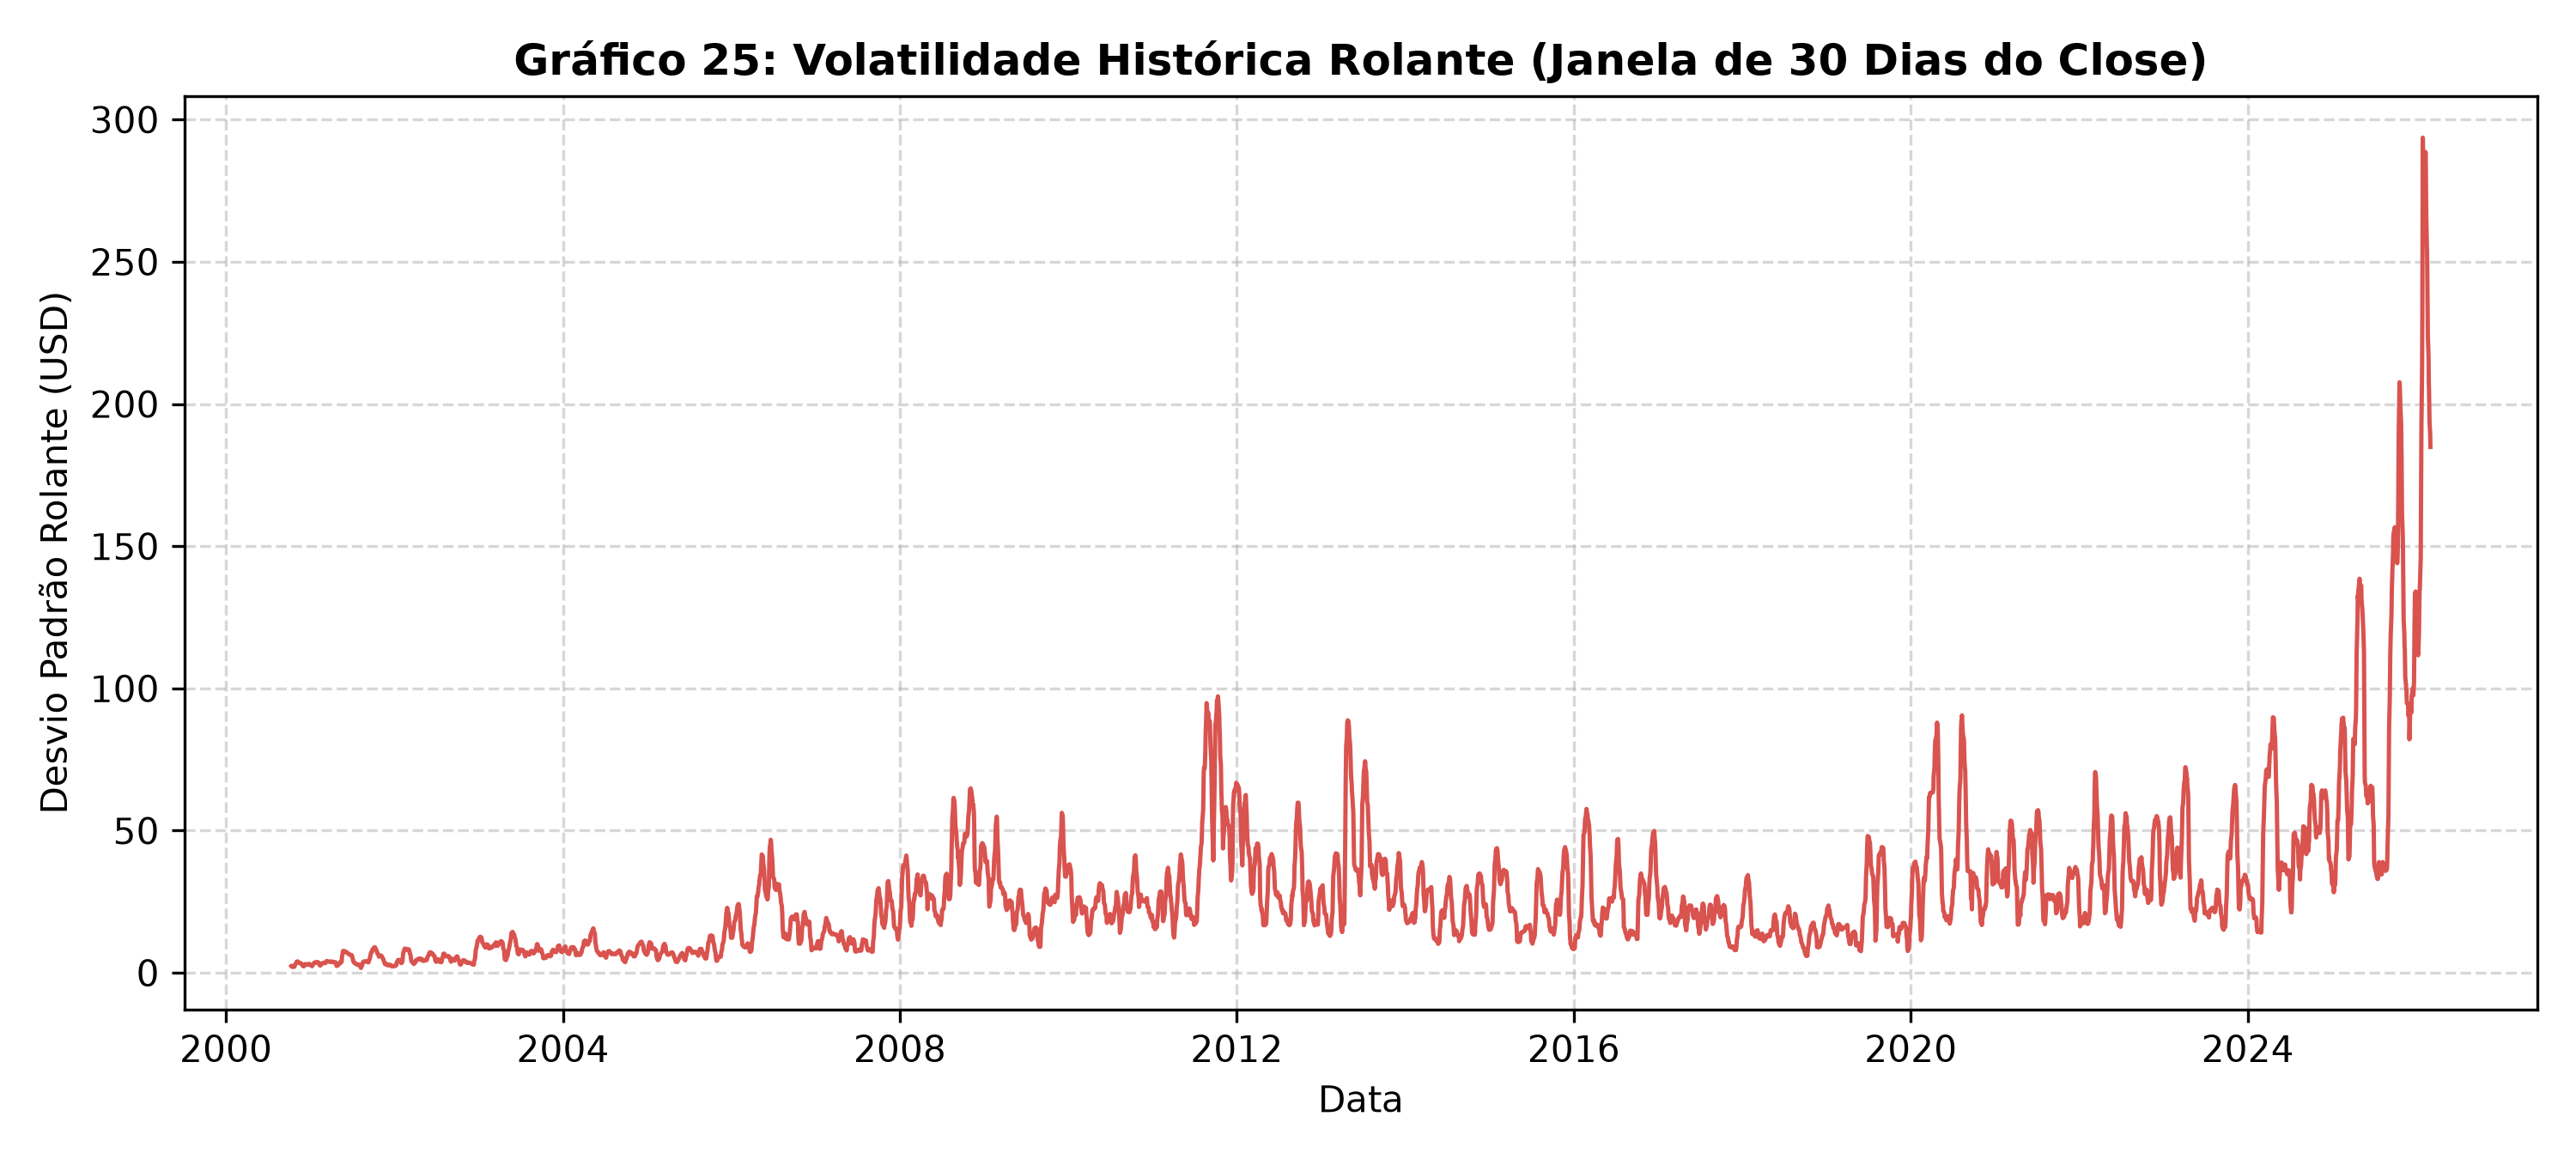 Gráfico 25: Volatilidade Histórica Rolante (Janela de 30 Dias do Close)
Desvio Padrão Rolante (USD)
300
250
200
150
100
50
0
2000 2004 2008 2012 2016 2020 2024
Data